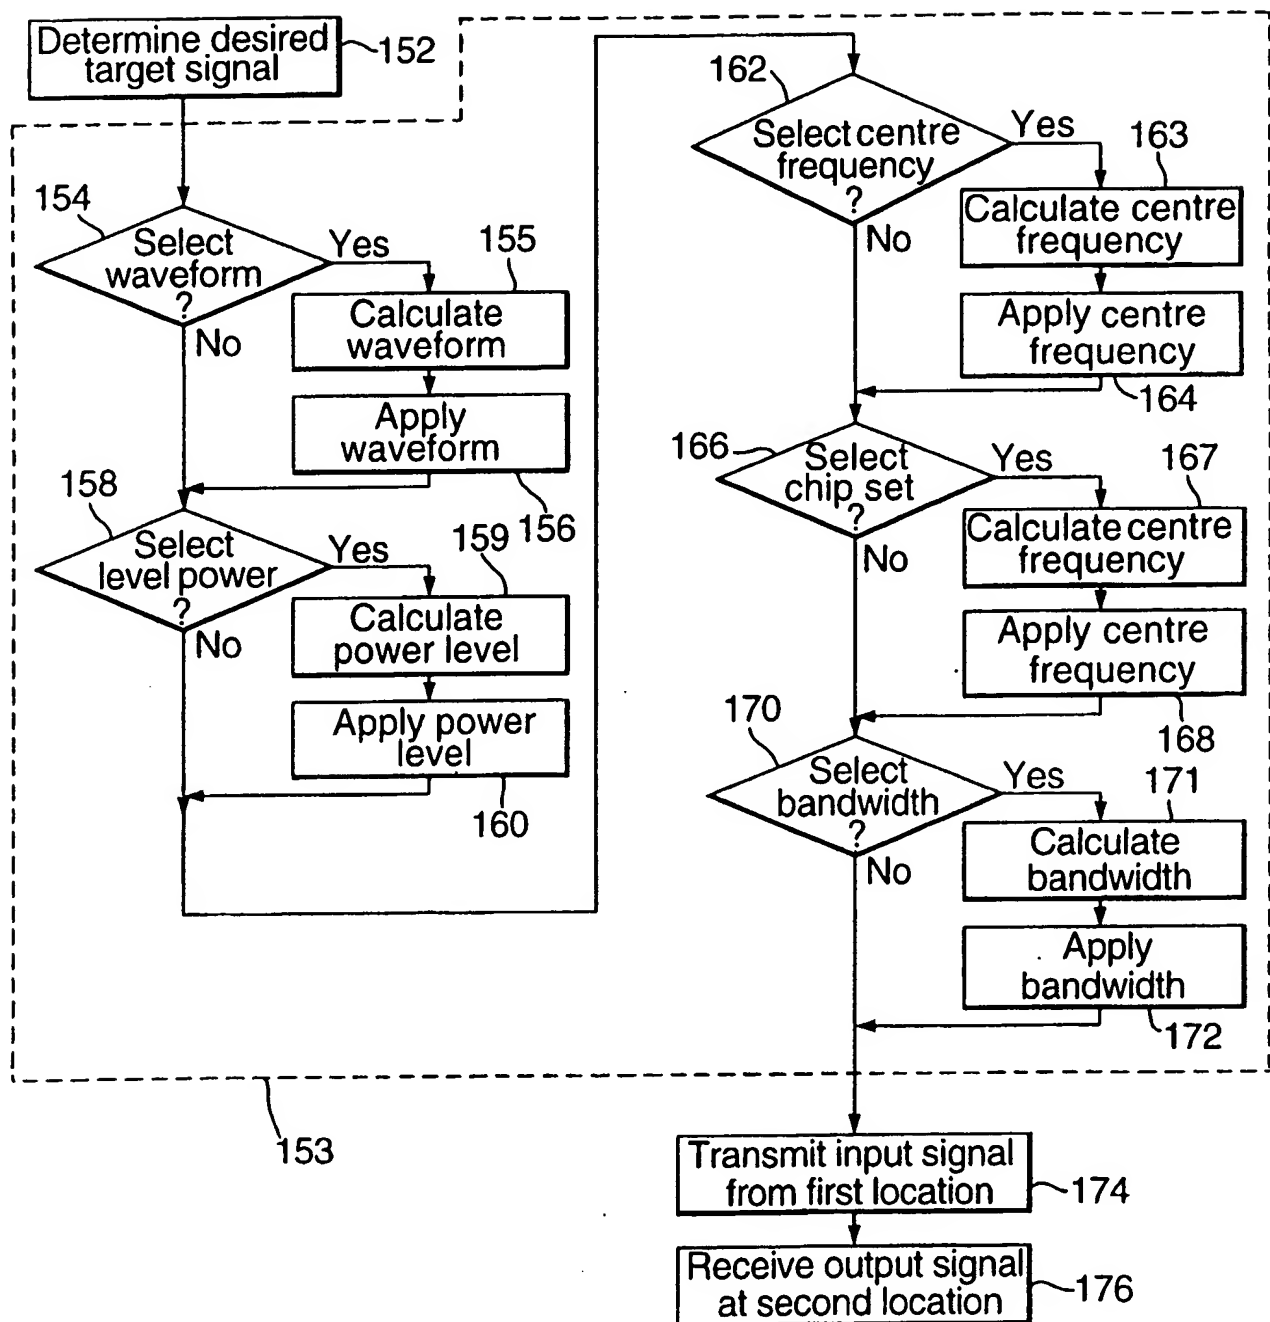 Determine desired
target signal
152
154
Select
waveform
?
Yes
No
155
Calculate
waveform
Apply
waveform
156
158
Select
level power
?
Yes
No
159
Calculate
power level
Apply power
level
160
162
Select centre
frequency
?
Yes
No
163
Calculate centre
frequency
Apply centre
frequency
164
166
Select
chip set
?
Yes
No
167
Calculate centre
frequency
Apply centre
frequency
168
170
Select
bandwidth
?
Yes
No
171
Calculate
bandwidth
Apply
bandwidth
172
153
Transmit input signal
from first location
174
Receive output signal
at second location
176